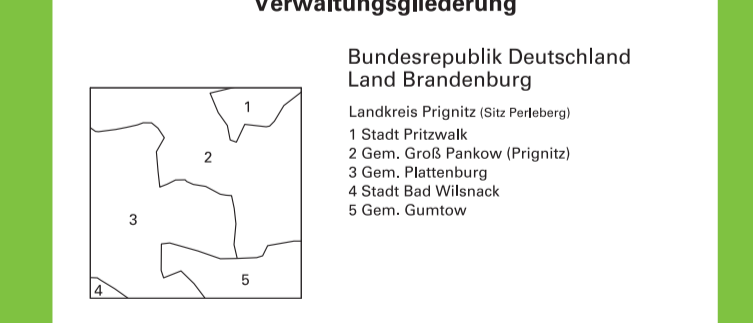 Verwaltungsgliederung
Bundesrepublik Deutschland
Land Brandenburg
Landkreis Prignitz (Sitz Perleberg)
1 Stadt Pritzwalk
2 Gem. Groß Pankow (Prignitz)
3 Gem. Plattenburg
4 Stadt Bad Wilsnack
5 Gem. Gumtow
1
2
3
4
5